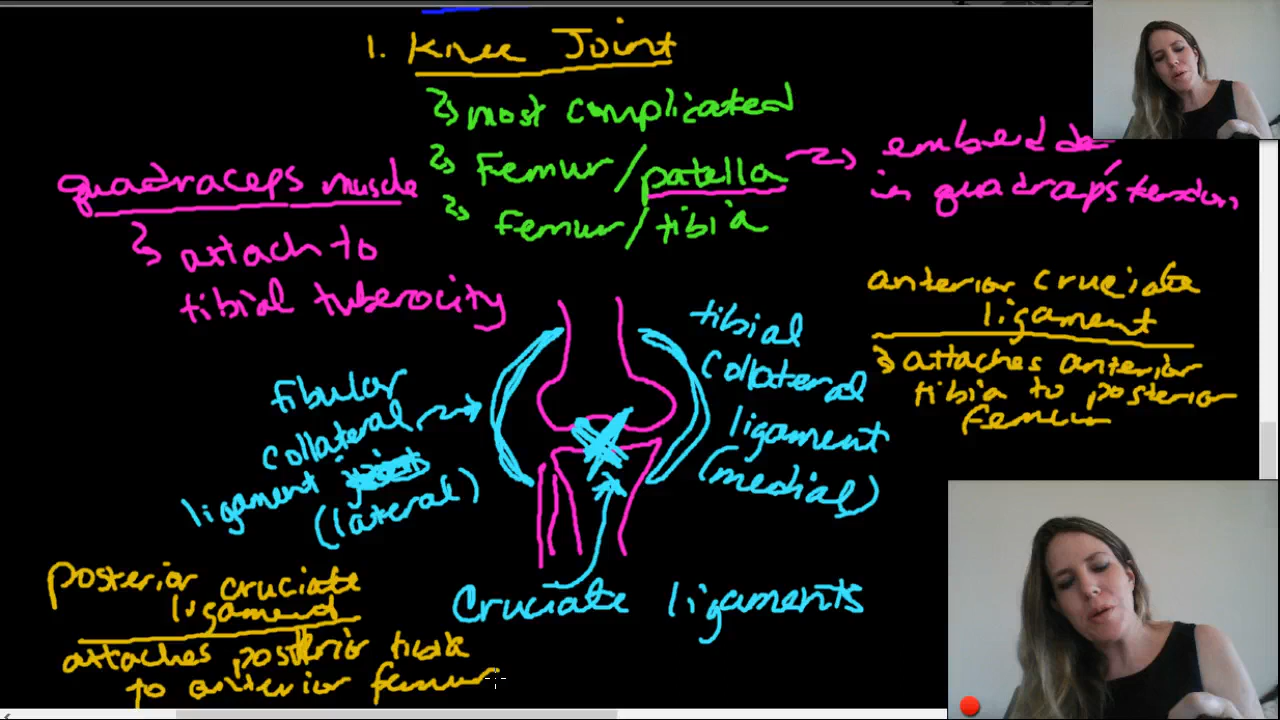 1. Knee Joint
most complicated
Femur/patella
embedde
in quadrap's tendon
Femur/tibia
quadraceps muscle
attach to
tibial tuberocity
anterior cruciate
ligament
attaches anterior
tibia to posterior
femur
tibial
collateral
ligament
(medial)
fibular
collateral
ligament
(lateral)
Cruciate ligaments
posterior cruciate
ligament
attaches posterior tibia
to anterior femur